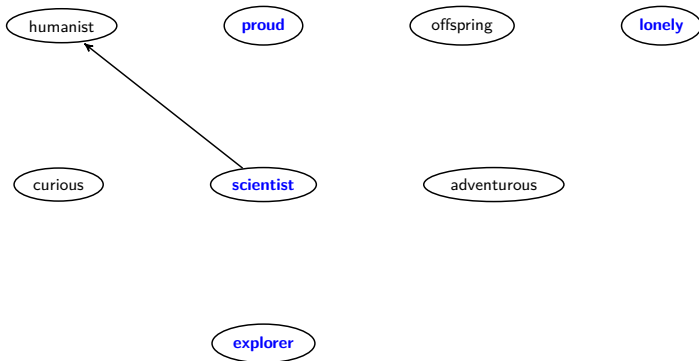 humanist
proud
offspring
lonely
curious
scientist
adventurous
explorer